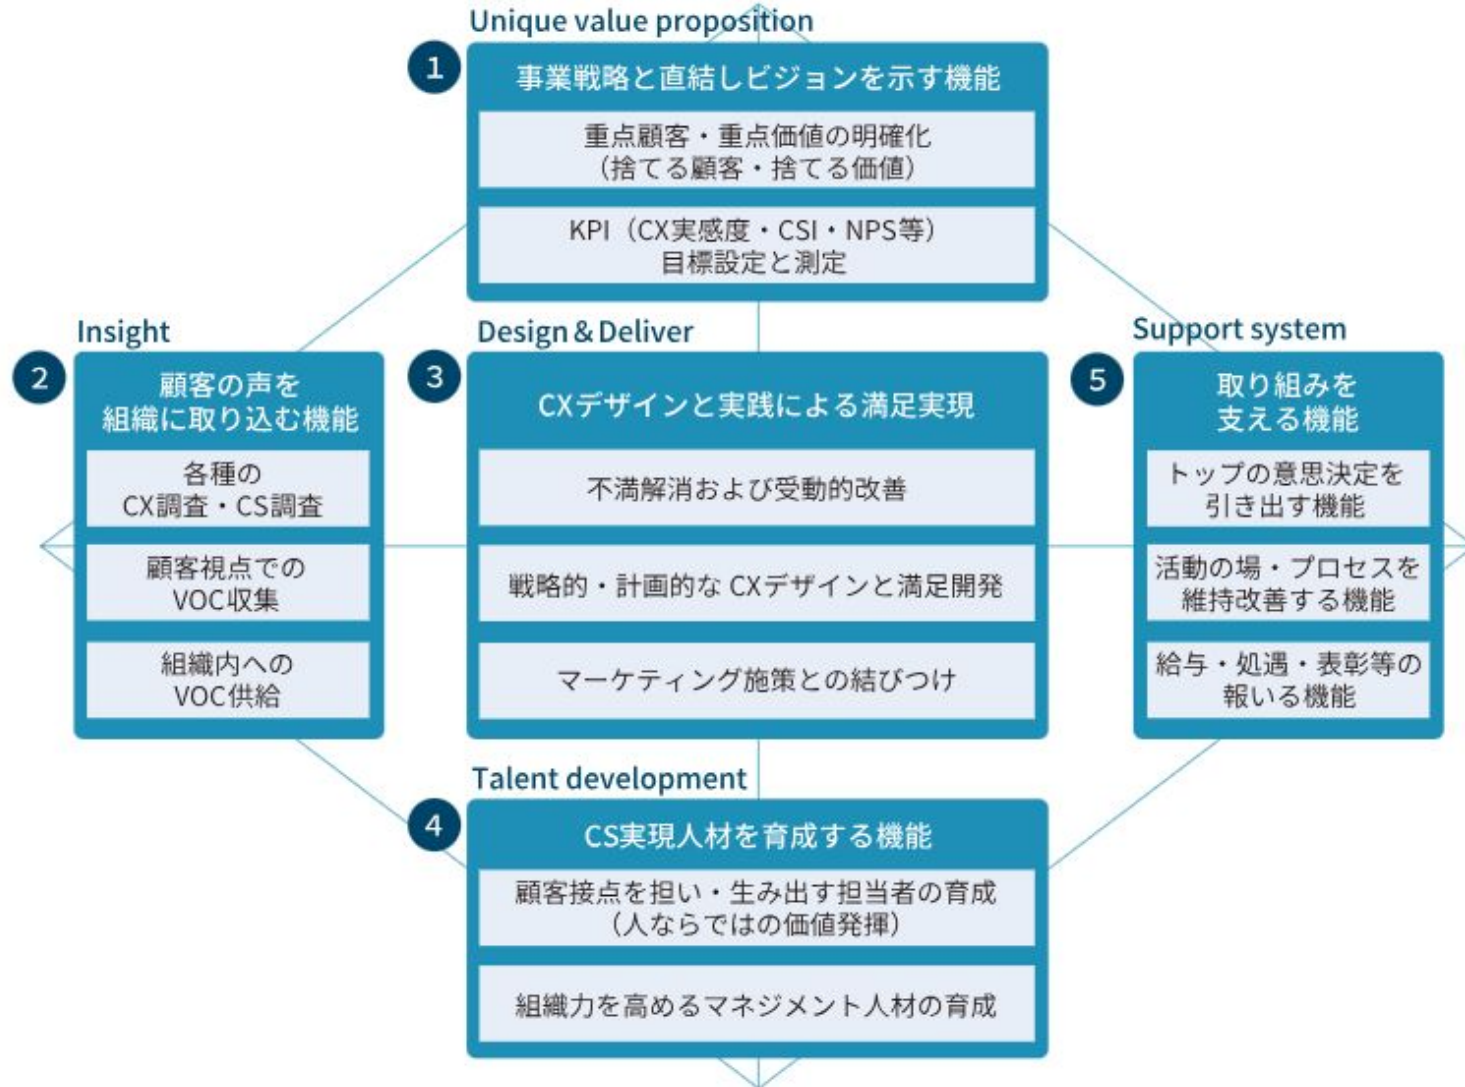 Unique value proposition
1
事業戦略と直結しビジョンを示す機能
重点顧客・重点価値の明確化
（捨てる顧客・捨てる価値）
KPI（CX実感度・CSI・NPS等）
目標設定と測定
Insight
2
顧客の声を
組織に取り込む機能
各種の
CX調査・CS調査
顧客視点での
VOC収集
組織内への
VOC供給
Design & Deliver
3
CXデザインと実践による満足実現
不満解消および受動的改善
戦略的・計画的な CXデザインと満足開発
マーケティング施策との結びつけ
Talent development
4
CS実現人材を育成する機能
顧客接点を担い・生み出す担当者の育成
（人ならではの価値発揮）
組織力を高めるマネジメント人材の育成
Support system
5
取り組みを
支える機能
トップの意思決定を
引き出す機能
活動の場・プロセスを
維持改善する機能
給与・処遇・表彰等の
報いる機能